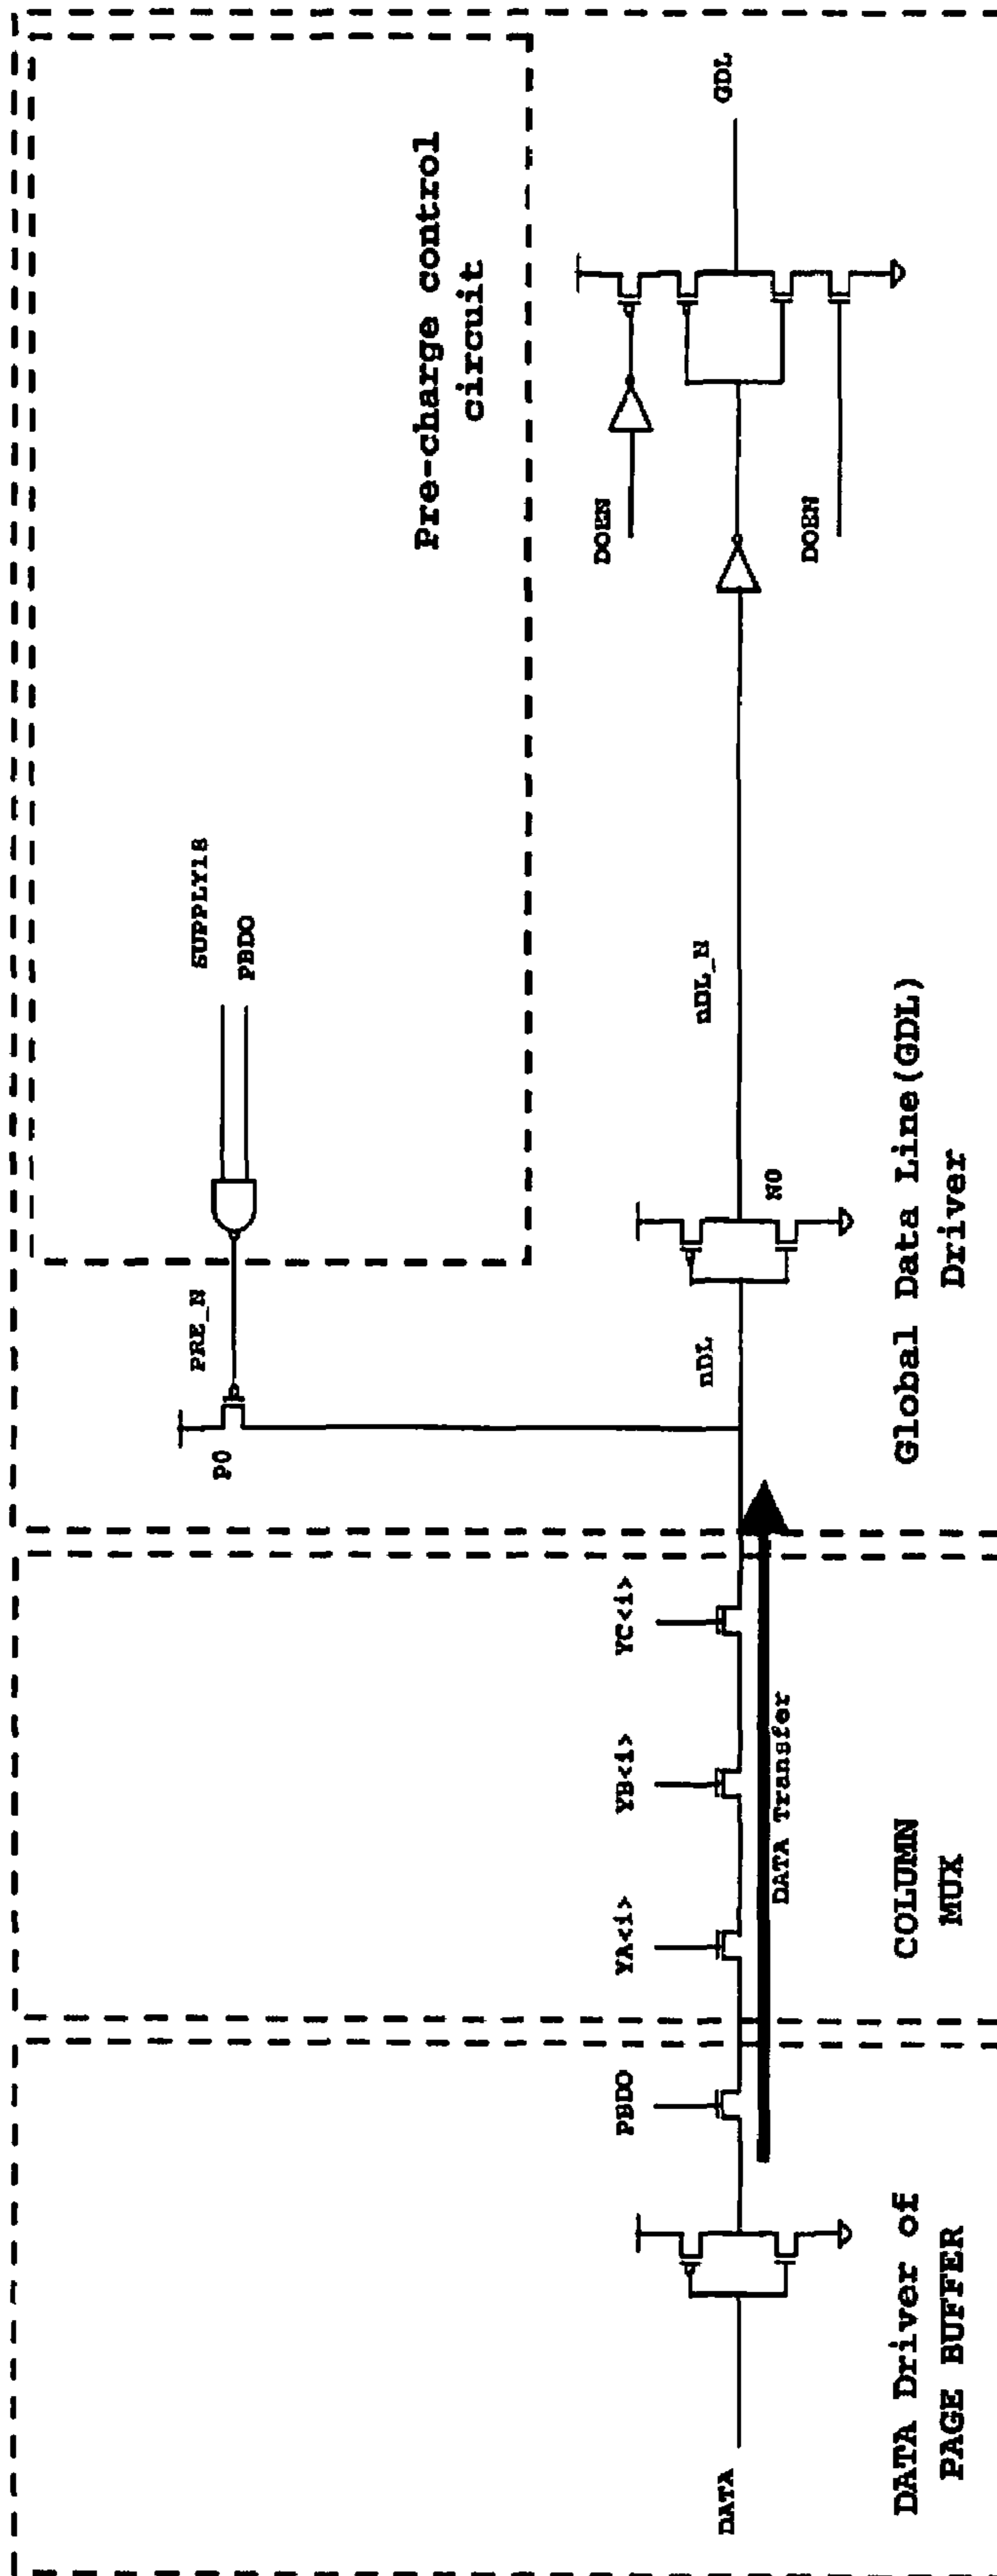 Pre-charge control
circuit
SUPPLY18
PBDO
PRE_N
P0
YA<i>
YB<i>
YC<i>
PBDO
DATA
DATA Transfer
nDL
nDL_N
N0
DOEN
DOEN
GDL
DATA Driver of
PAGE BUFFER
COLUMN
MUX
Global Data Line(GDL)
Driver